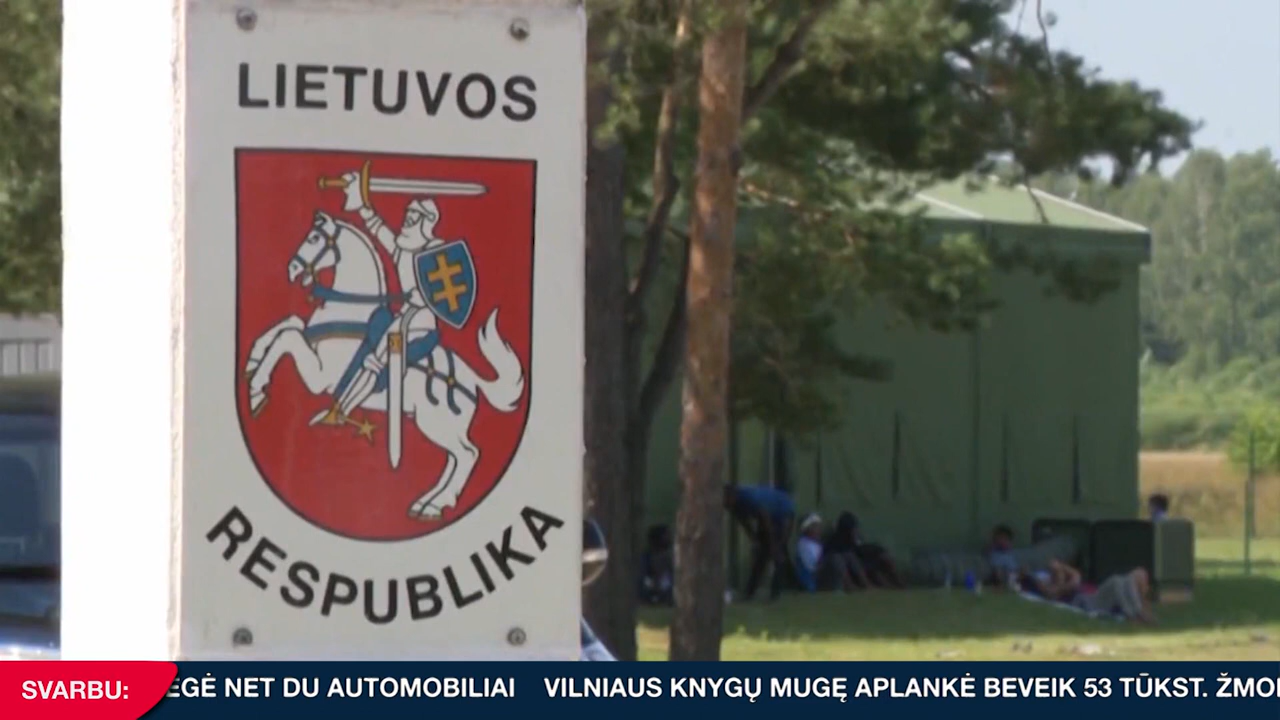 LIETUVOS
RESPUBLIKA
SVARBU: EGĖ NET DU AUTOMOBILIAI VILNIAUS KNYGŲ MUGĘ APLANKĖ BEVEIK 53 TŪKST. ŽMO